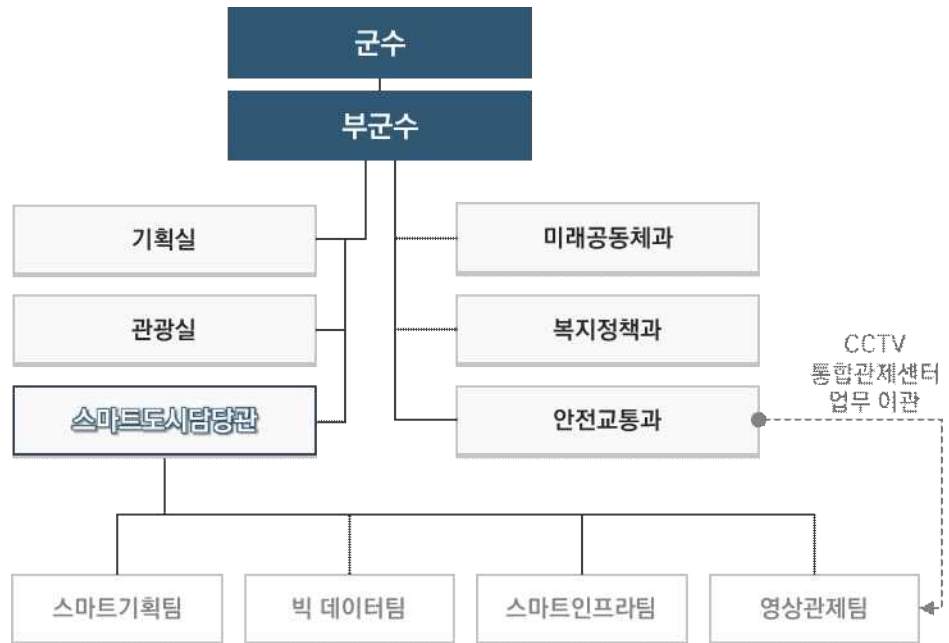 군수
부군수
기획실
미래공동체과
관광실
복지정책과
CCTV
통합관제센터
업무 이관
스마트도시담당관
안전교통과
스마트기획팀
빅 데이터팀
스마트인프라팀
영상관제팀